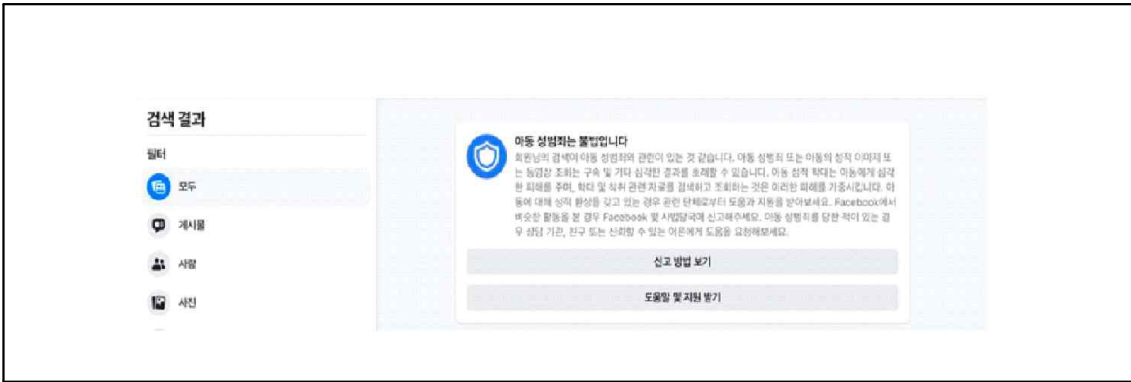 검색 결과
필터
모두
게시물
사람
사진
아동 성범죄는 불법입니다
회원님의 검색이 아동 성범죄와 관련이 있는 것 같습니다. 아동 성범죄 또는 아동의 성적 이미지 또
는 동영상 조회는 구속 및 기타 심각한 결과를 초래할 수 있습니다. 아동 성적 학대는 아동에게 심각
한 피해를 주며, 학대 및 착취 관련 자료를 검색하고 조회하는 것은 이러한 피해를 가중시킵니다. 아
동에 대해 성적 환상을 갖고 있는 경우 관련 단체로부터 도움과 지원을 받아보세요. Facebook에서
비슷한 활동을 본 경우 Facebook 및 사법당국에 신고해주세요. 아동 성범죄를 당한 적이 있는 경
우 상담 기관, 친구 또는 신뢰할 수 있는 어른에게 도움을 요청해보세요.
신고 방법 보기
도움말 및 지원 받기